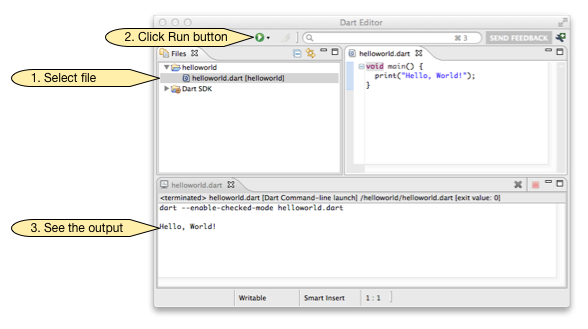 Dart Editor
2. Click Run button
⌘3
SEND FEEDBACK
Files
helloworld
helloworld.dart [helloworld]
Dart SDK
1. Select file
helloworld.dart
void main() {
print("Hello, World!");
}
helloworld.dart
<terminated> helloworld.dart [Dart Command-line launch] /helloworld/helloworld.dart [exit value: 0]
dart --enable-checked-mode helloworld.dart
Hello, World!
3. See the output
Writable
Smart Insert
1 : 1